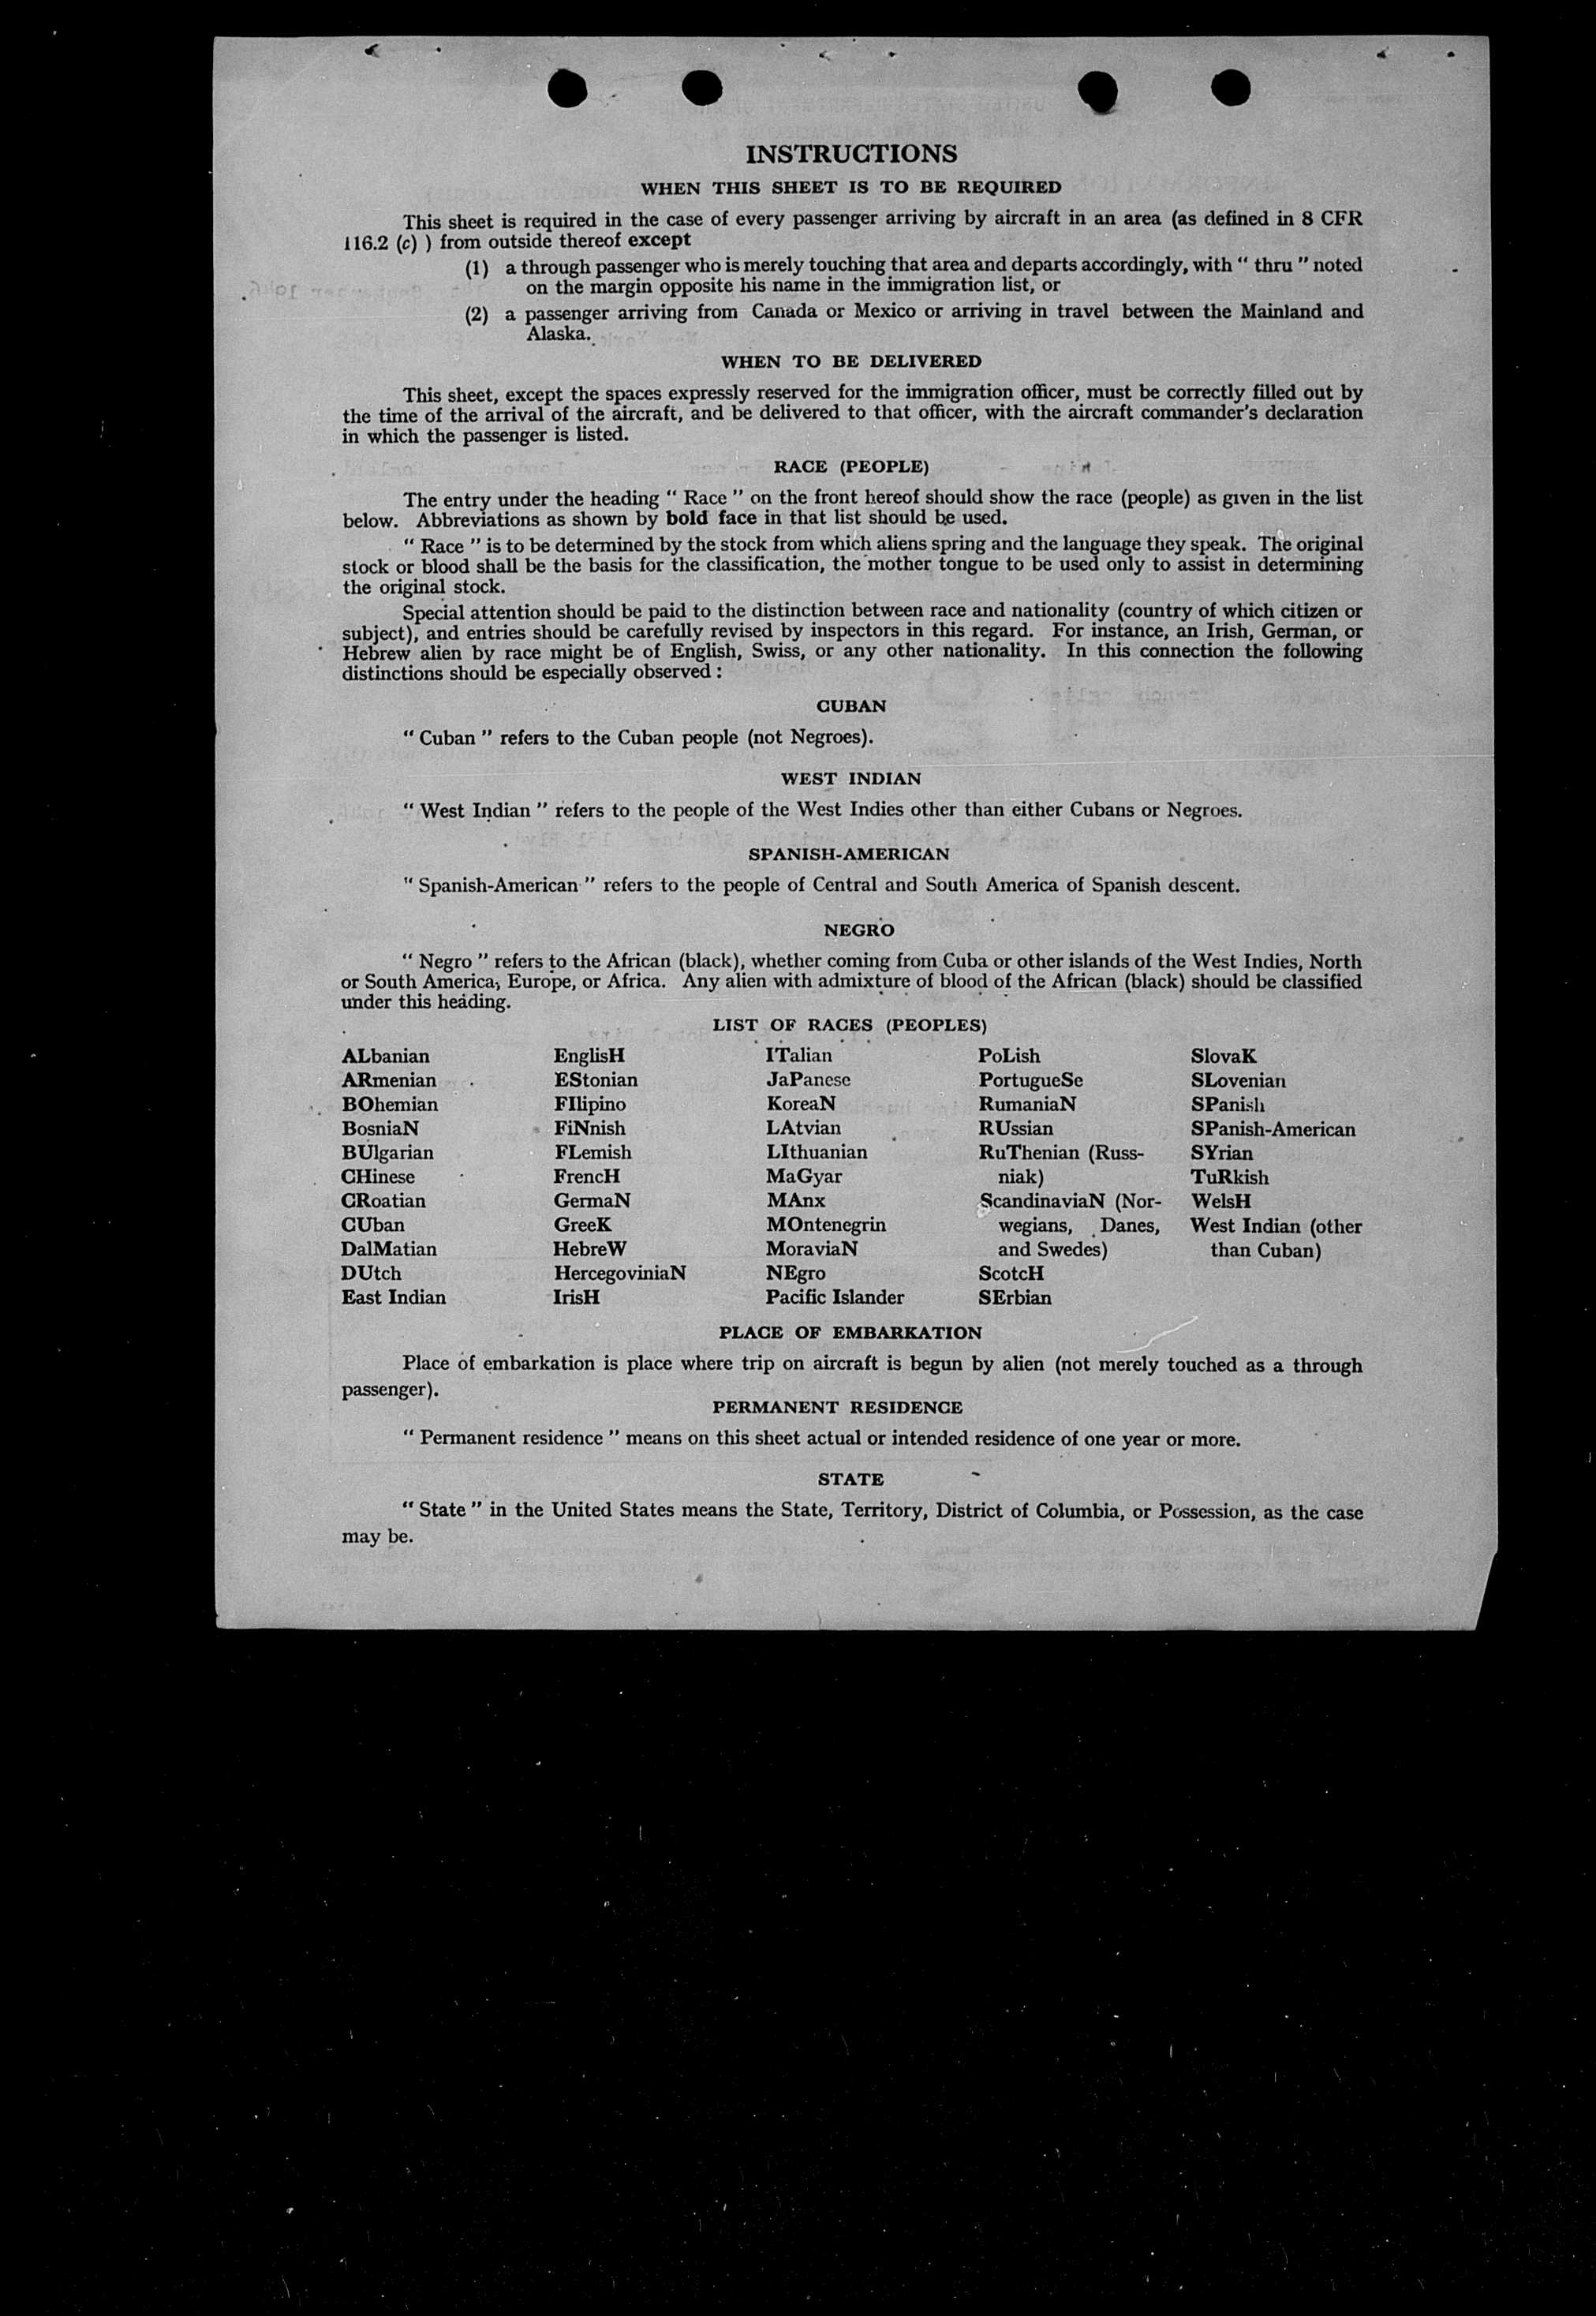 INSTRUCTIONS
WHEN THIS SHEET IS TO BE REQUIRED
This sheet is required in the case of every passenger arriving by aircraft in an area (as defined in 8 CFR
116.2 (c) ) from outside thereof except
(1) a through passenger who is merely touching that area and departs accordingly, with “ thru ” noted
on the margin opposite his name in the immigration list, or
(2) a passenger arriving from Canada or Mexico or arriving in travel between the Mainland and
Alaska.
WHEN TO BE DELIVERED
This sheet, except the spaces expressly reserved for the immigration officer, must be correctly filled out by
the time of the arrival of the aircraft, and be delivered to that officer, with the aircraft commander’s declaration
in which the passenger is listed.
RACE (PEOPLE)
The entry under the heading “ Race ” on the front hereof should show the race (people) as given in the list
below. Abbreviations as shown by bold face in that list should be used.
“ Race ” is to be determined by the stock from which aliens spring and the language they speak. The original
stock or blood shall be the basis for the classification, the mother tongue to be used only to assist in determining
the original stock.
Special attention should be paid to the distinction between race and nationality (country of which citizen or
subject), and entries should be carefully revised by inspectors in this regard. For instance, an Irish, German, or
Hebrew alien by race might be of English, Swiss, or any other nationality. In this connection the following
distinctions should be especially observed :
CUBAN
“ Cuban ” refers to the Cuban people (not Negroes).
WEST INDIAN
“ West Indian ” refers to the people of the West Indies other than either Cubans or Negroes.
SPANISH-AMERICAN
“ Spanish-American ” refers to the people of Central and South America of Spanish descent.
NEGRO
“ Negro ” refers to the African (black), whether coming from Cuba or other islands of the West Indies, North
or South America, Europe, or Africa. Any alien with admixture of blood of the African (black) should be classified
under this heading.
LIST OF RACES (PEOPLES)
ALbanian
ARmenian
BOhemian
BosniaN
BUlgarian
CHinese
CRoatian
CUban
DalMatian
DUtch
East Indian
EnglisH
EStonian
FIlipino
FiNnish
FLemish
FrencH
GermaN
GreeK
HebreW
HercegoviniaN
IrisH
ITalian
JaPanese
KoreaN
LAtvian
LIthuanian
MaGyar
MAnx
MOntenegrin
MoraviaN
NEgro
Pacific Islander
PoLish
PortugueSe
RumaniaN
RUssian
RuThenian (Russ-
niak)
ScandinaviaN (Nor-
wegians, Danes,
and Swedes)
ScotcH
SErbian
SlovaK
SLovenian
SPanish
SPanish-American
SYrian
TuRkish
WelsH
West Indian (other
than Cuban)
PLACE OF EMBARKATION
Place of embarkation is place where trip on aircraft is begun by alien (not merely touched as a through
passenger).
PERMANENT RESIDENCE
“ Permanent residence ” means on this sheet actual or intended residence of one year or more.
STATE
“ State ” in the United States means the State, Territory, District of Columbia, or Possession, as the case
may be.